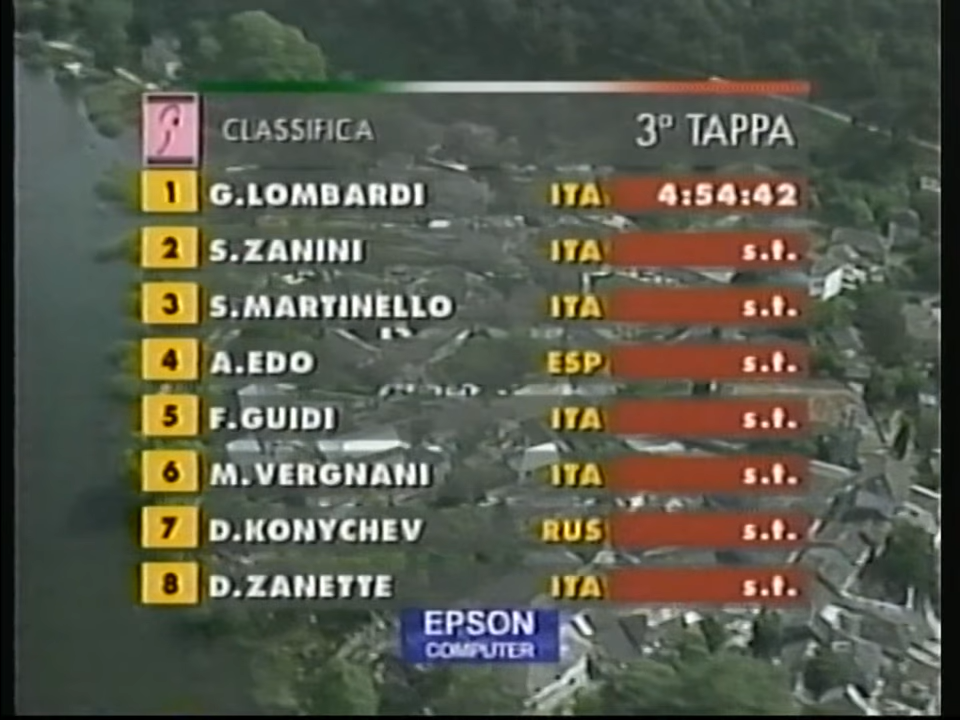 CLASSIFICA 3ª TAPPA
1 G.LOMBARDI ITA 4:54:42
2 S.ZANINI ITA s.t.
3 S.MARTINELLO ITA s.t.
4 A.EDO ESP s.t.
5 F.GUIDI ITA s.t.
6 M.VERGNANI ITA s.t.
7 D.KONYCHEV RUS s.t.
8 D.ZANETTE ITA s.t.
EPSON
COMPUTER